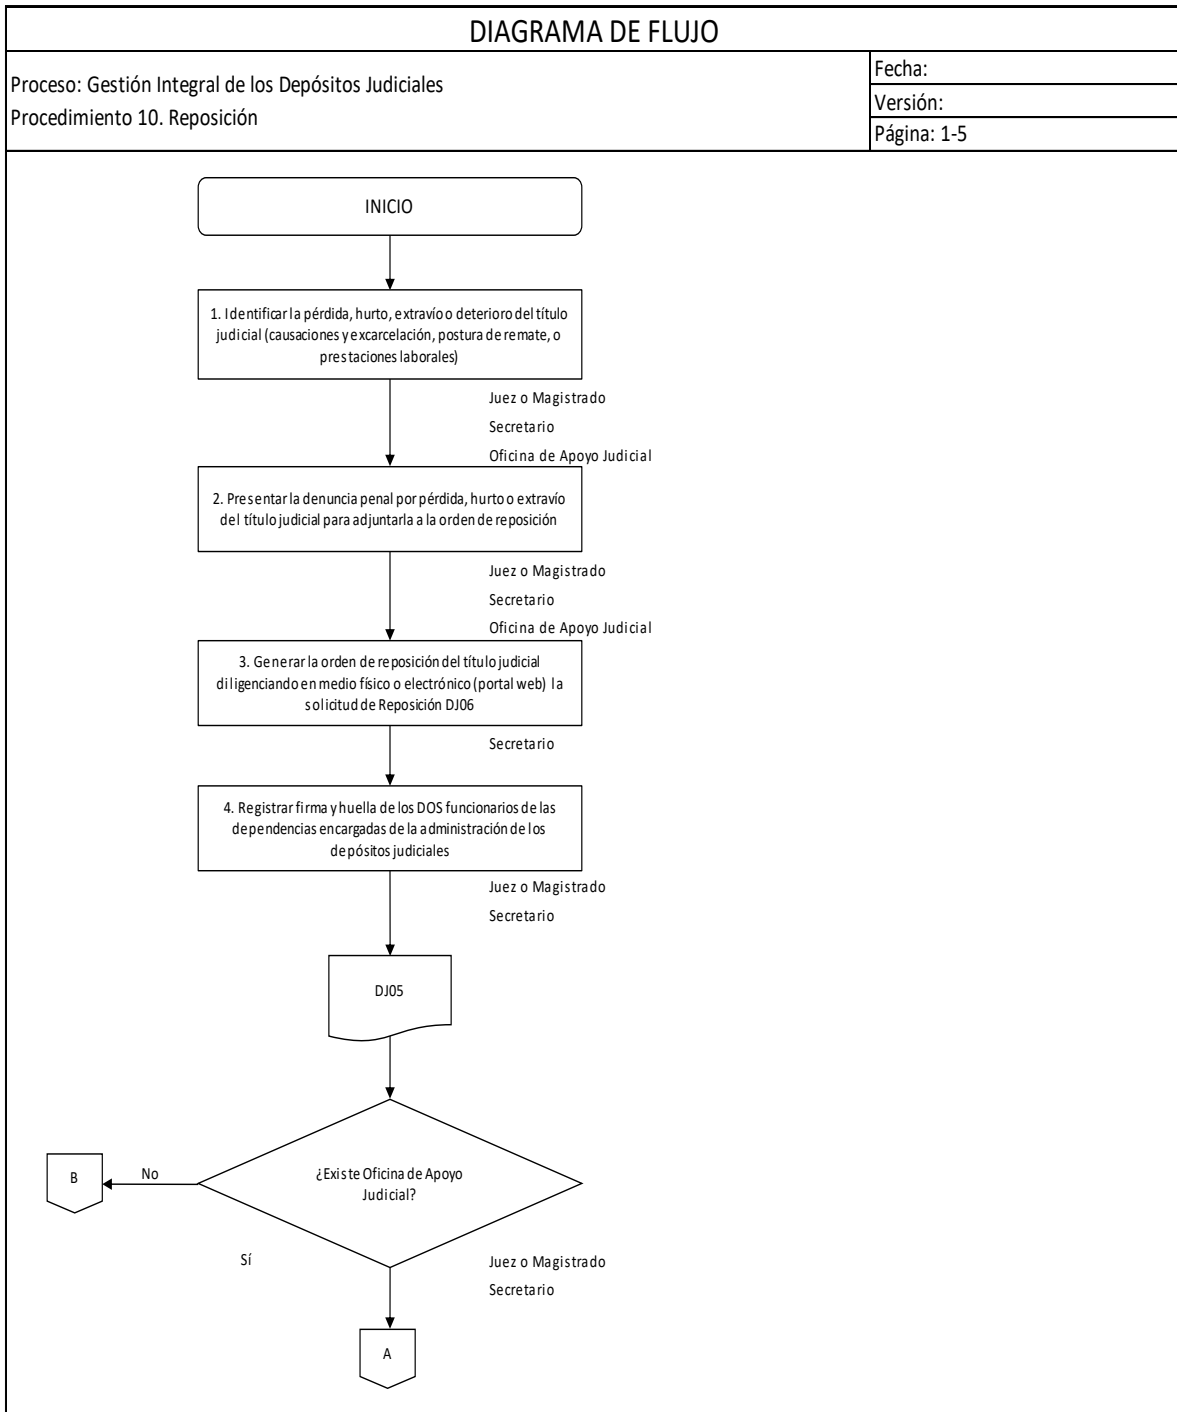 DIAGRAMA DE FLUJO
Proceso: Gestión Integral de los Depósitos Judiciales
Procedimiento 10. Reposición
Fecha:
Versión:
Página: 1-5
INICIO
1. Identificar la pérdida, hurto, extravío o deterioro del título
judicial (causaciones y excarcelación, postura de remate, o
prestaciones laborales)
Juez o Magistrado
Secretario
Oficina de Apoyo Judicial
2. Presentar la denuncia penal por pérdida, hurto o extravío
del título judicial para adjuntarla a la orden de reposición
Juez o Magistrado
Secretario
Oficina de Apoyo Judicial
3. Generar la orden de reposición del título judicial
diligenciando en medio físico o electrónico (portal web) la
solicitud de Reposición DJ06
Secretario
4. Registrar firma y huella de los DOS funcionarios de las
dependencias encargadas de la administración de los
depósitos judiciales
Juez o Magistrado
Secretario
DJ05
¿Existe Oficina de Apoyo
Judicial?
No
B
Sí
Juez o Magistrado
Secretario
A